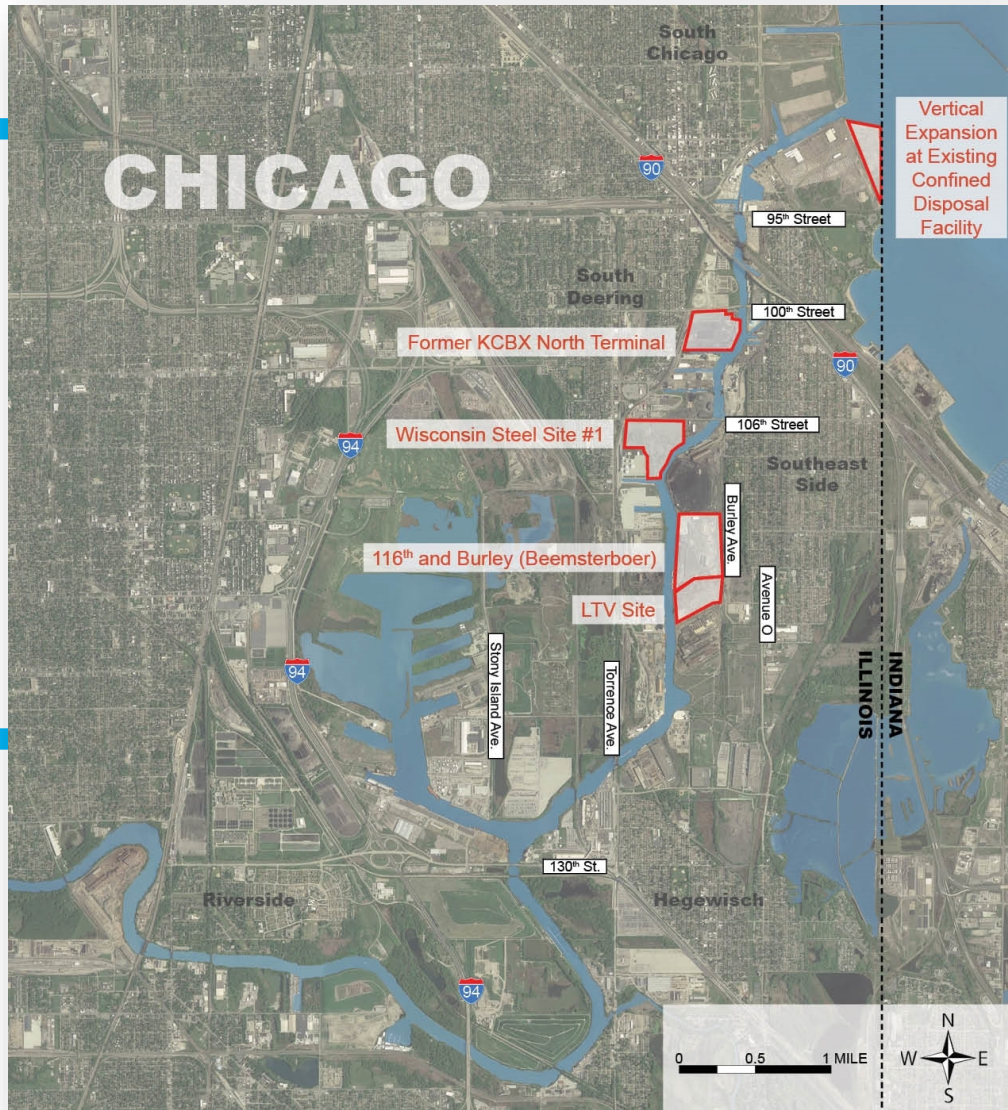 South
Chicago
Vertical
Expansion
at Existing
Confined
Disposal
Facility
CHICAGO
90
95th Street
South
Deering
100th Street
Former KCBX North Terminal
90
106th Street
Wisconsin Steel Site #1
94
Southeast
Side
Burley Ave.
116th and Burley (Beemsterboer)
Avenue O
LTV Site
94
Stony Island Ave.
Torrence Ave.
ILLINOIS
INDIANA
130th St.
Riverside
Hegewisch
94
0 0.5 1 MILE
N
W E
S